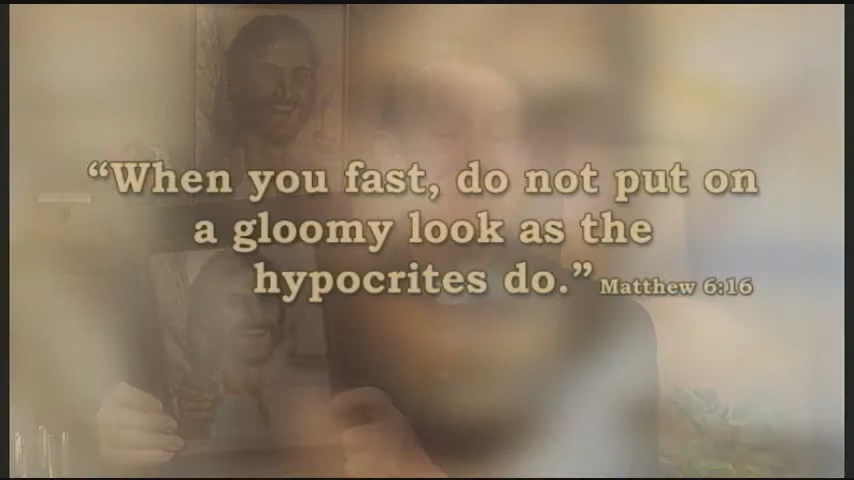 “When you fast, do not put on
a gloomy look as the
hypocrites do.” Matthew 6:16